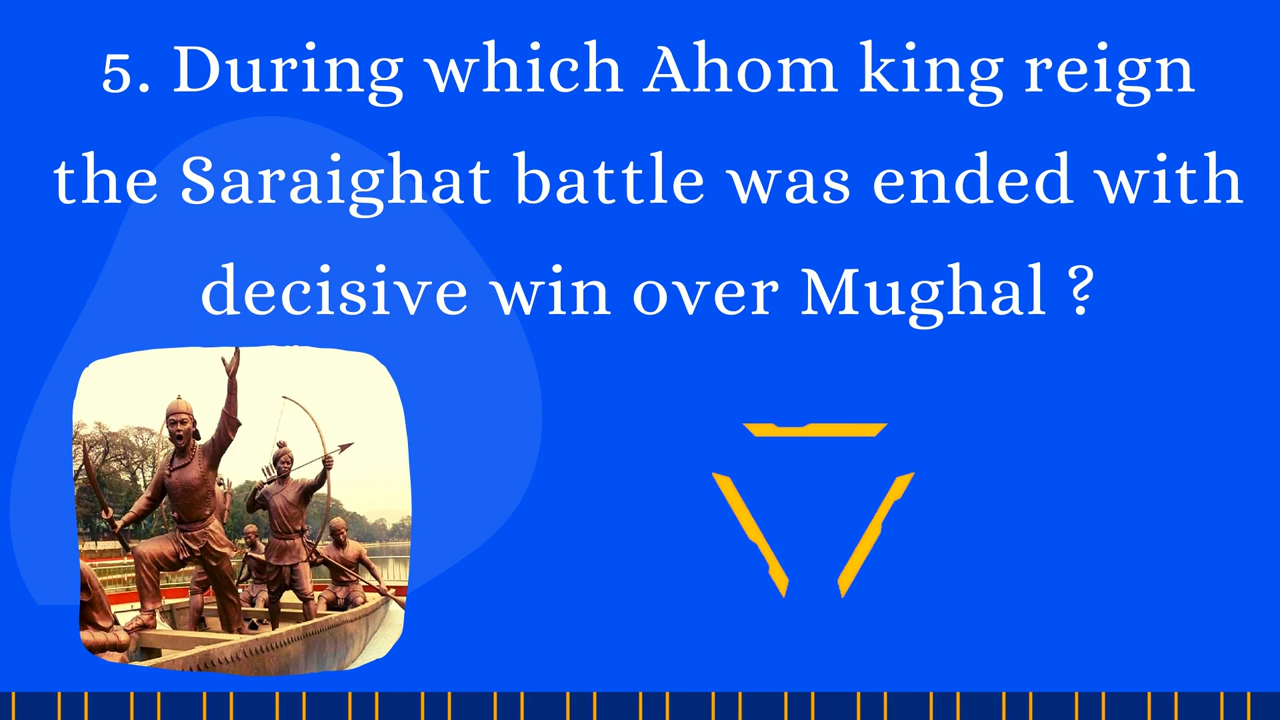 5. During which Ahom king reign
the Saraighat battle was ended with
decisive win over Mughal ?